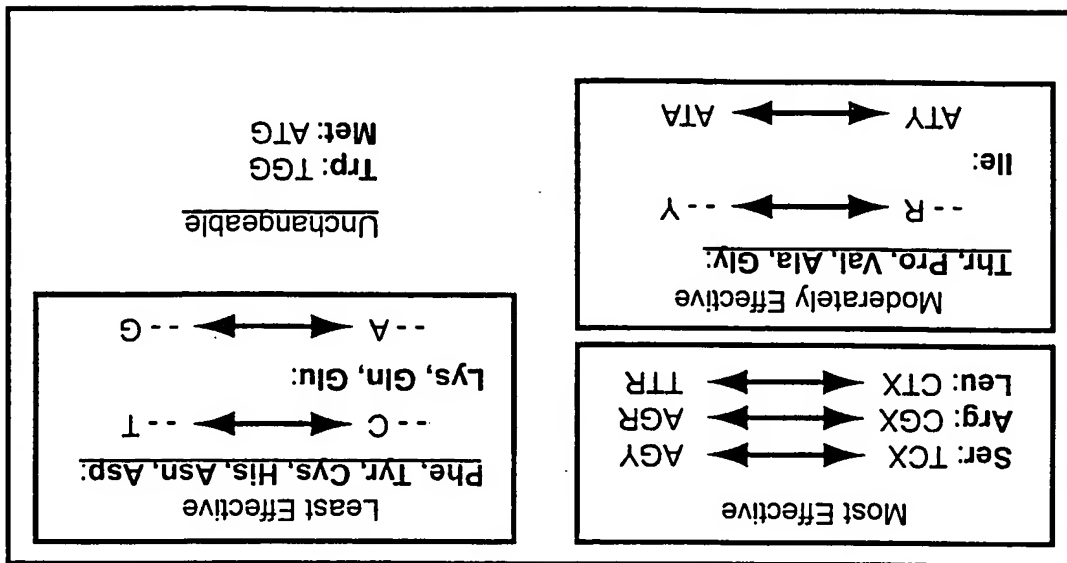 Most Effective
Ser: TCX ↔ AGY
Arg: CGX ↔ AGR
Leu: CTX ↔ TTR
Moderately Effective
Thr, Pro, Val, Ala, Gly:
- - R ↔ - - Y
Ile:
ATY ↔ ATA
Least Effective
Phe, Tyr, Cys, His, Asn, Asp:
- - C ↔ - - T
Lys, Gln, Glu:
- - A ↔ - - G
Unchangeable
Trp: TGG
Met: ATG